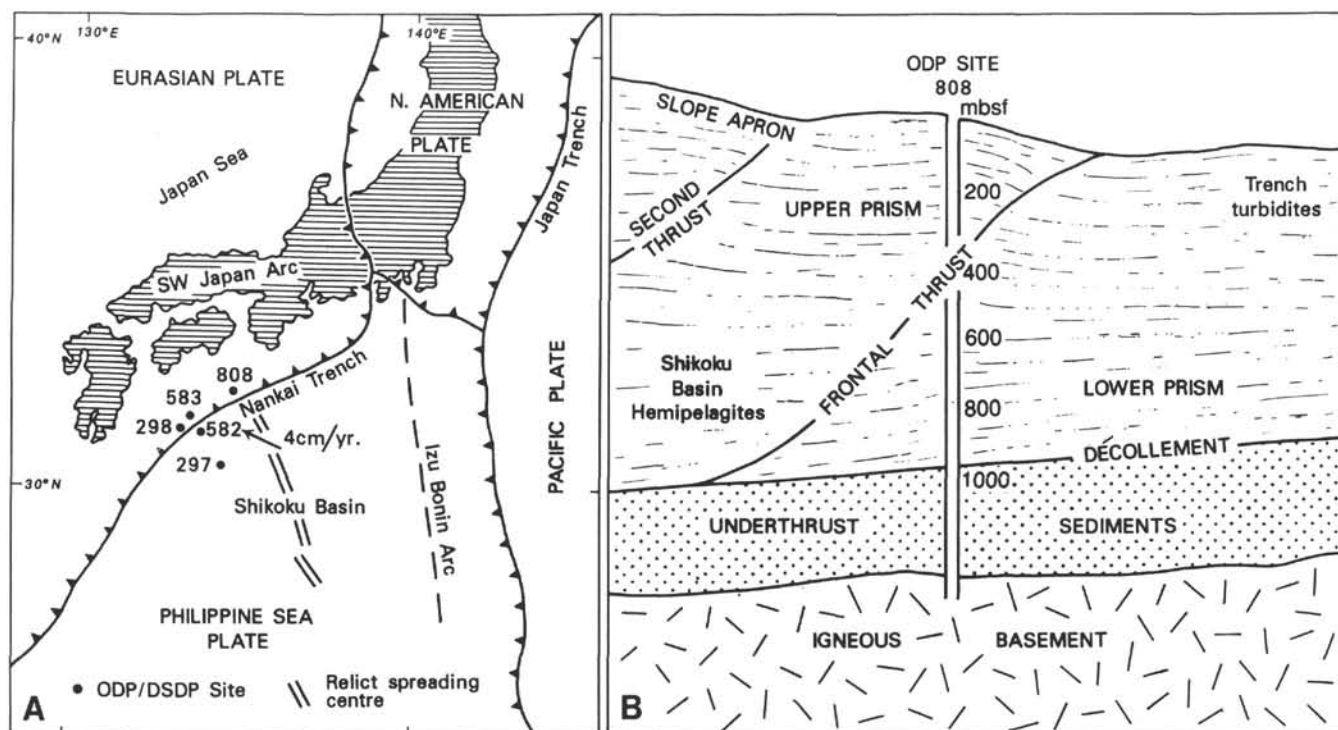 40°N
130°E
140°E
EURASIAN PLATE
N. AMERICAN
PLATE
Japan Sea
Japan Trench
SW Japan Arc
808
583
298
582
297
Nankai Trench
4cm/yr.
30°N
Shikoku Basin
Izu Bonin Arc
PACIFIC PLATE
PHILIPPINE SEA
PLATE
ODP/DSDP Site
Relict spreading
centre
A
ODP SITE
808
mbsf
SLOPE APRON
SECOND
THRUST
UPPER PRISM
200
Trench
turbidites
FRONTAL THRUST
400
600
Shikoku
Basin
Hemipelagites
LOWER PRISM
800
DÉCOLLEMENT
1000
UNDERTHRUST SEDIMENTS
IGNEOUS BASEMENT
B